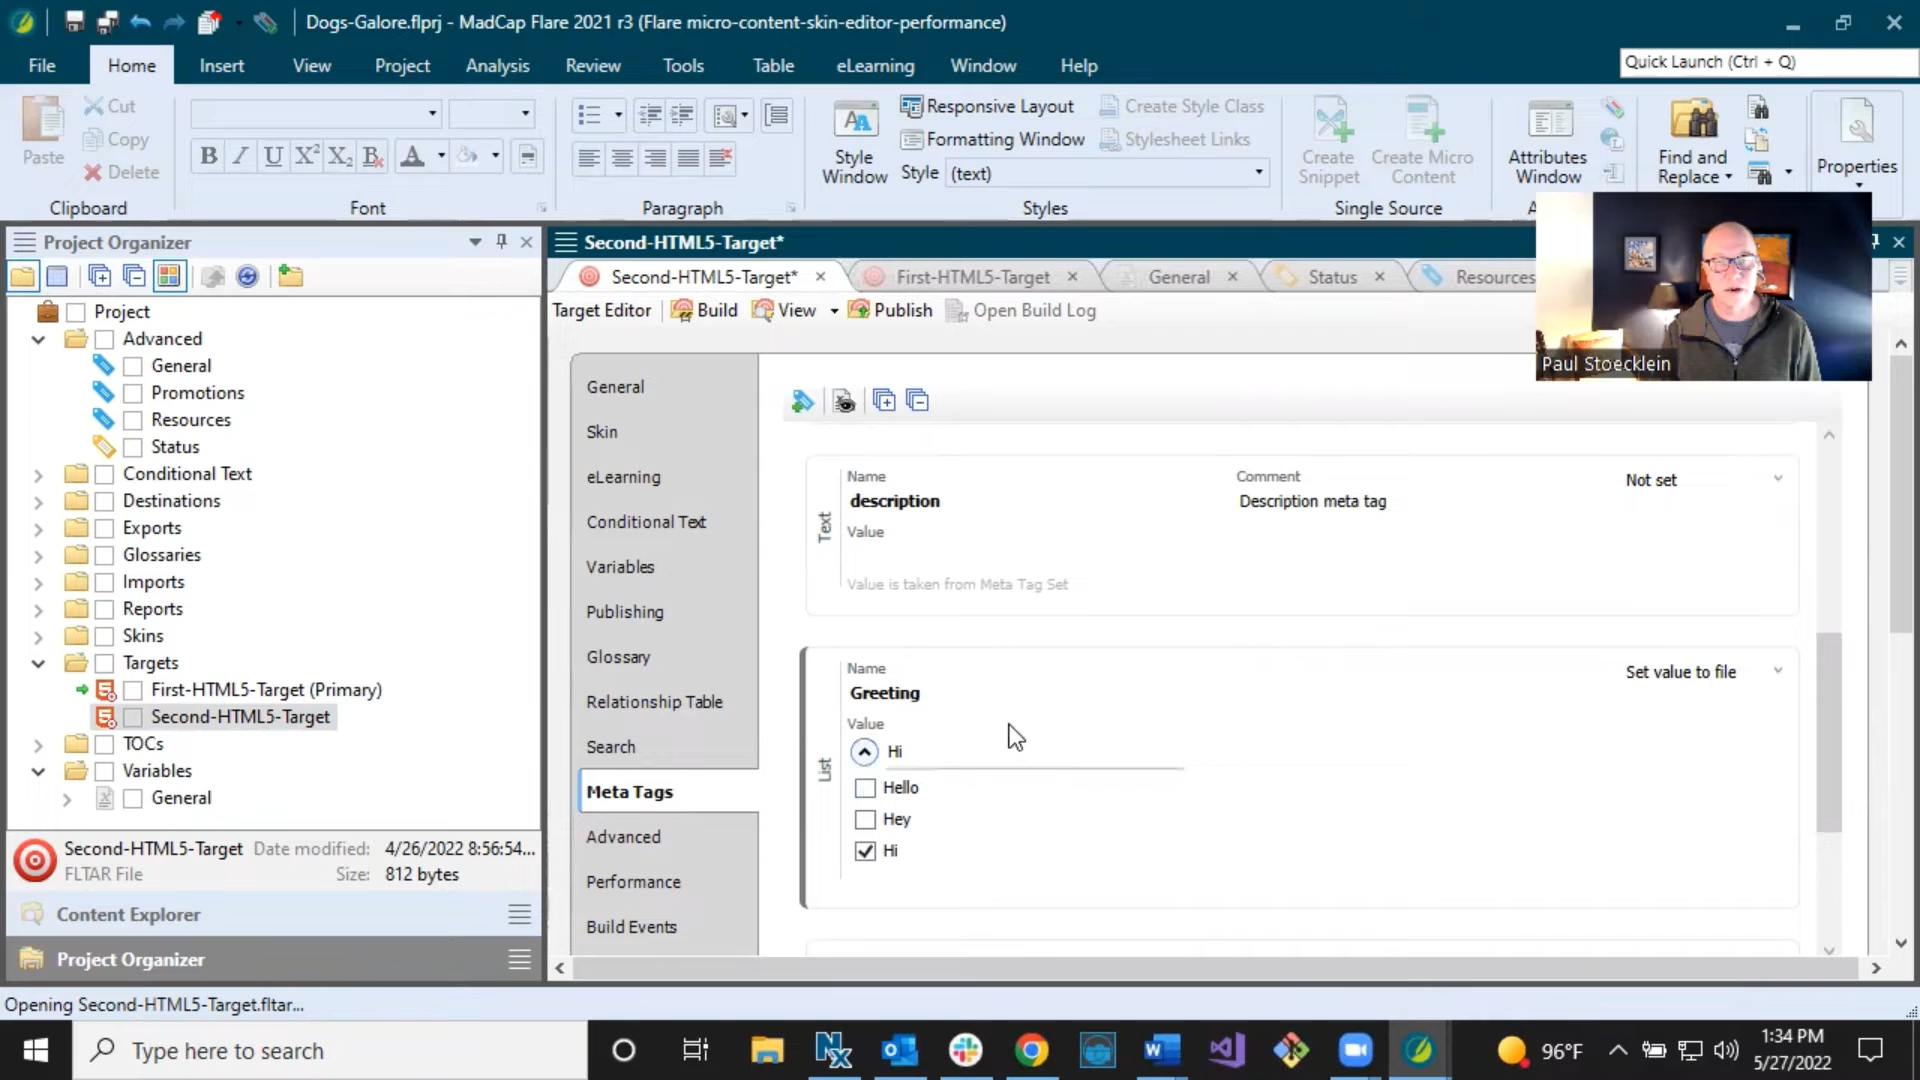 Dogs-Galore.flprj - MadCap Flare 2021 r3 (Flare micro-content-skin-editor-performance)
File Home Insert View Project Analysis Review Tools Table eLearning Window Help Quick Launch (Ctrl + Q)
Paste Cut Copy Delete
Clipboard
B I U X² X₂ B A
Font
Paragraph
Style Window
Responsive Layout Create Style Class
Formatting Window Stylesheet Links
Style (text)
Styles
Create Snippet
Create Micro Content
Single Source
Attributes Window
Find and Replace
Properties
Paul Stoecklein
Project Organizer
Project
Advanced
General
Promotions
Resources
Status
Conditional Text
Destinations
Exports
Glossaries
Imports
Reports
Skins
Targets
First-HTML5-Target (Primary)
Second-HTML5-Target
TOCs
Variables
General
Second-HTML5-Target Date modified: 4/26/2022 8:56:54...
FLTAR File Size: 812 bytes
Content Explorer
Project Organizer
Second-HTML5-Target*
Second-HTML5-Target* First-HTML5-Target General Status Resources
Target Editor Build View Publish Open Build Log
General
Skin
eLearning
Conditional Text
Variables
Publishing
Glossary
Relationship Table
Search
Meta Tags
Advanced
Performance
Build Events
Text
Name Comment Not set
description Description meta tag
Value
Value is taken from Meta Tag Set
List
Name Set value to file
Greeting
Value
Hi
Hello
Hey
Hi
Opening Second-HTML5-Target.fltar...
Type here to search
96°F
1:34 PM
5/27/2022